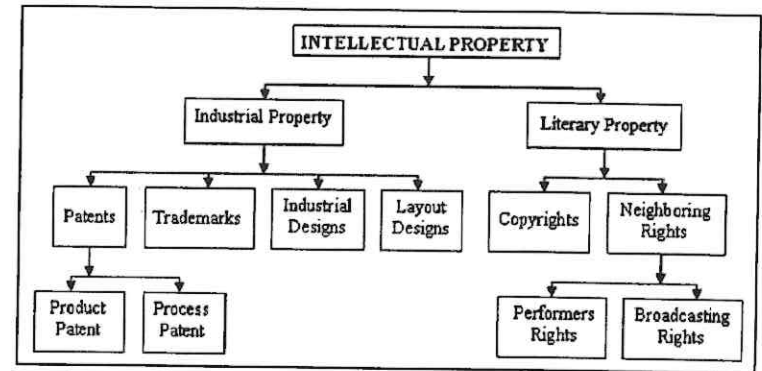 INTELLECTUAL PROPERTY
Industrial Property
Literary Property
Patents
Trademarks
Industrial
Designs
Layout
Designs
Copyrights
Neighboring
Rights
Product
Patent
Process
Patent
Performers
Rights
Broadcasting
Rights